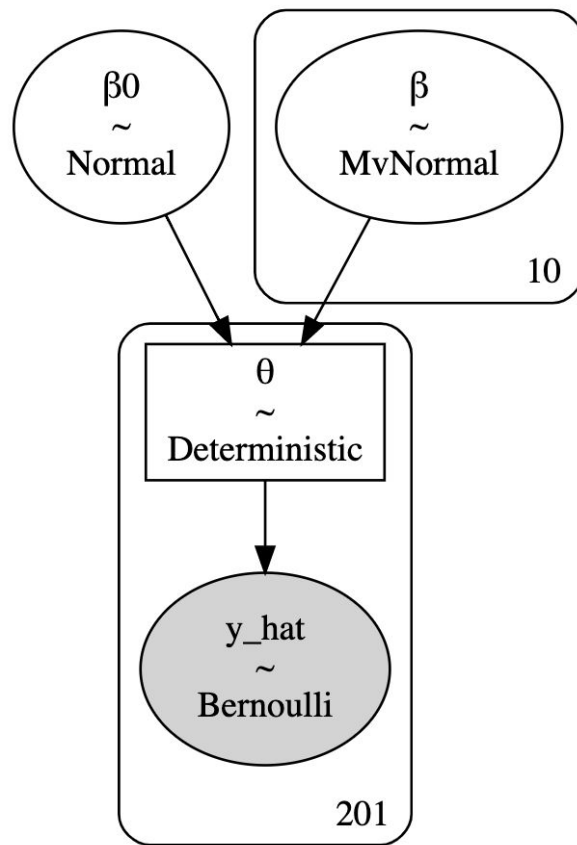 β0
~
Normal
β
~
MvNormal
10
θ
~
Deterministic
y_hat
~
Bernoulli
201